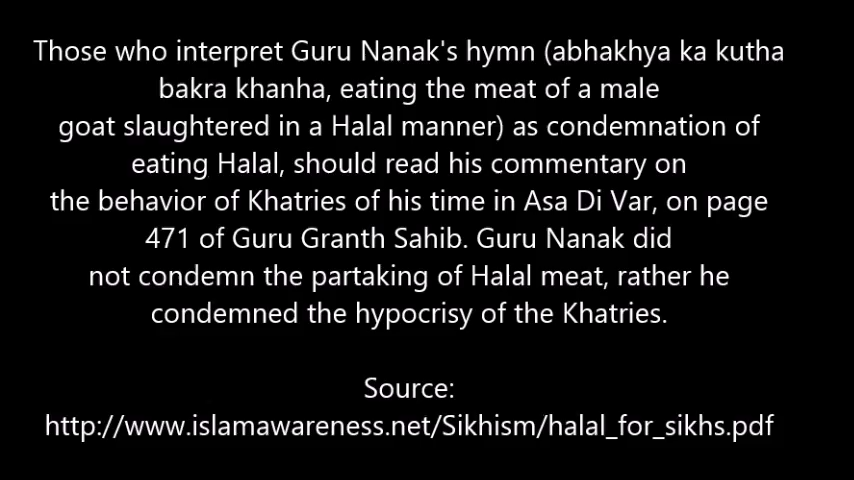 Those who interpret Guru Nanak's hymn (abhakhya ka kutha
bakra khanha, eating the meat of a male
goat slaughtered in a Halal manner) as condemnation of
eating Halal, should read his commentary on
the behavior of Khatries of his time in Asa Di Var, on page
471 of Guru Granth Sahib. Guru Nanak did
not condemn the partaking of Halal meat, rather he
condemned the hypocrisy of the Khatries.
Source:
http://www.islamawareness.net/Sikhism/halal_for_sikhs.pdf